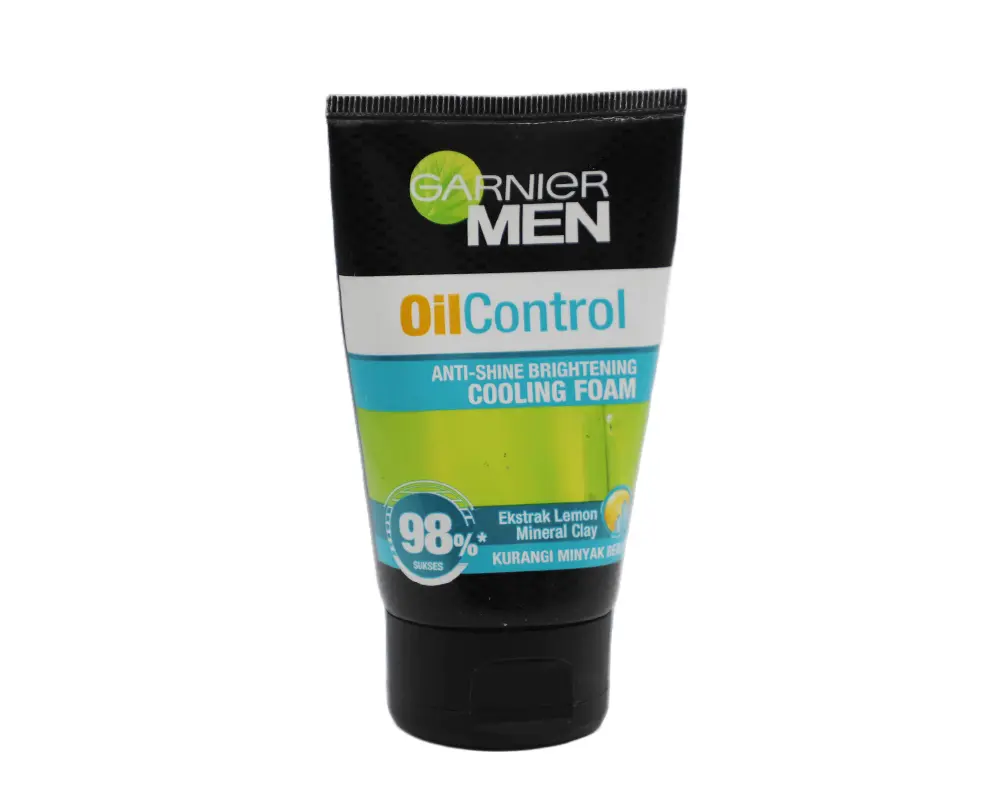 GARNIER
MEN
OilControl
ANTI-SHINE BRIGHTENING
COOLING FOAM
98%*
SUKSES
Ekstrak Lemon
Mineral Clay
KURANGI MINYAK